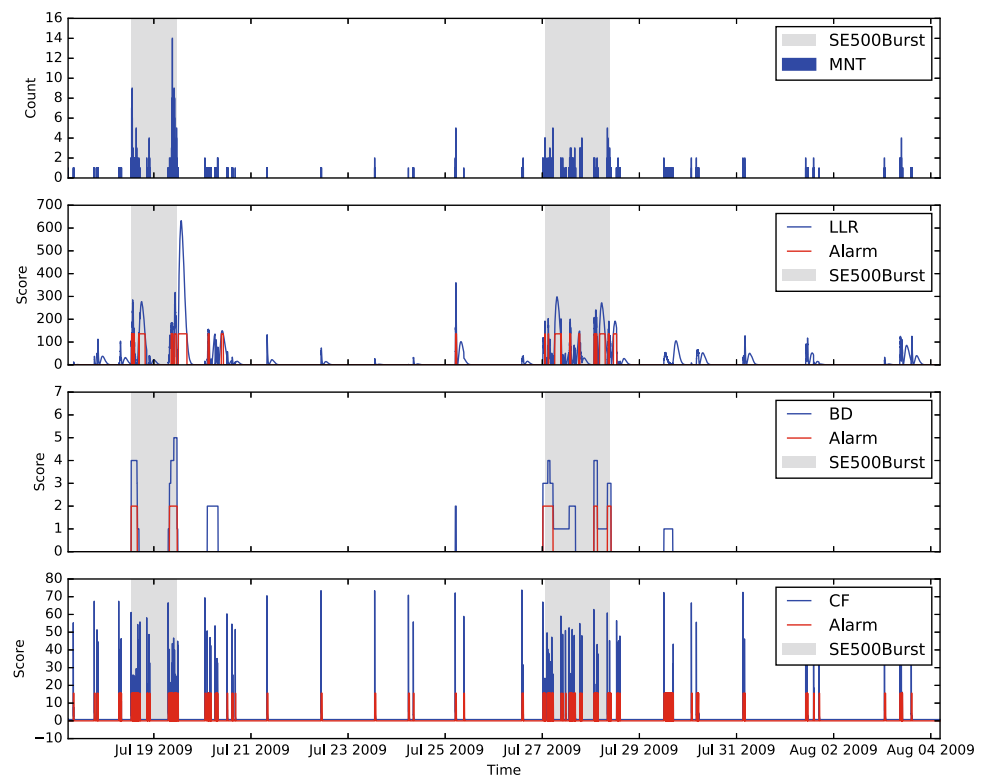 16
14
12
10
8
6
4
2
0
Count
SE500Burst
MNT
700
600
500
400
300
200
100
0
Score
LLR
Alarm
SE500Burst
7
6
5
4
3
2
1
0
Score
BD
Alarm
SE500Burst
80
70
60
50
40
30
20
10
0
−10
Score
CF
Alarm
SE500Burst
Jul 19 2009 Jul 21 2009 Jul 23 2009 Jul 25 2009 Jul 27 2009 Jul 29 2009 Jul 31 2009 Aug 02 2009 Aug 04 2009
Time